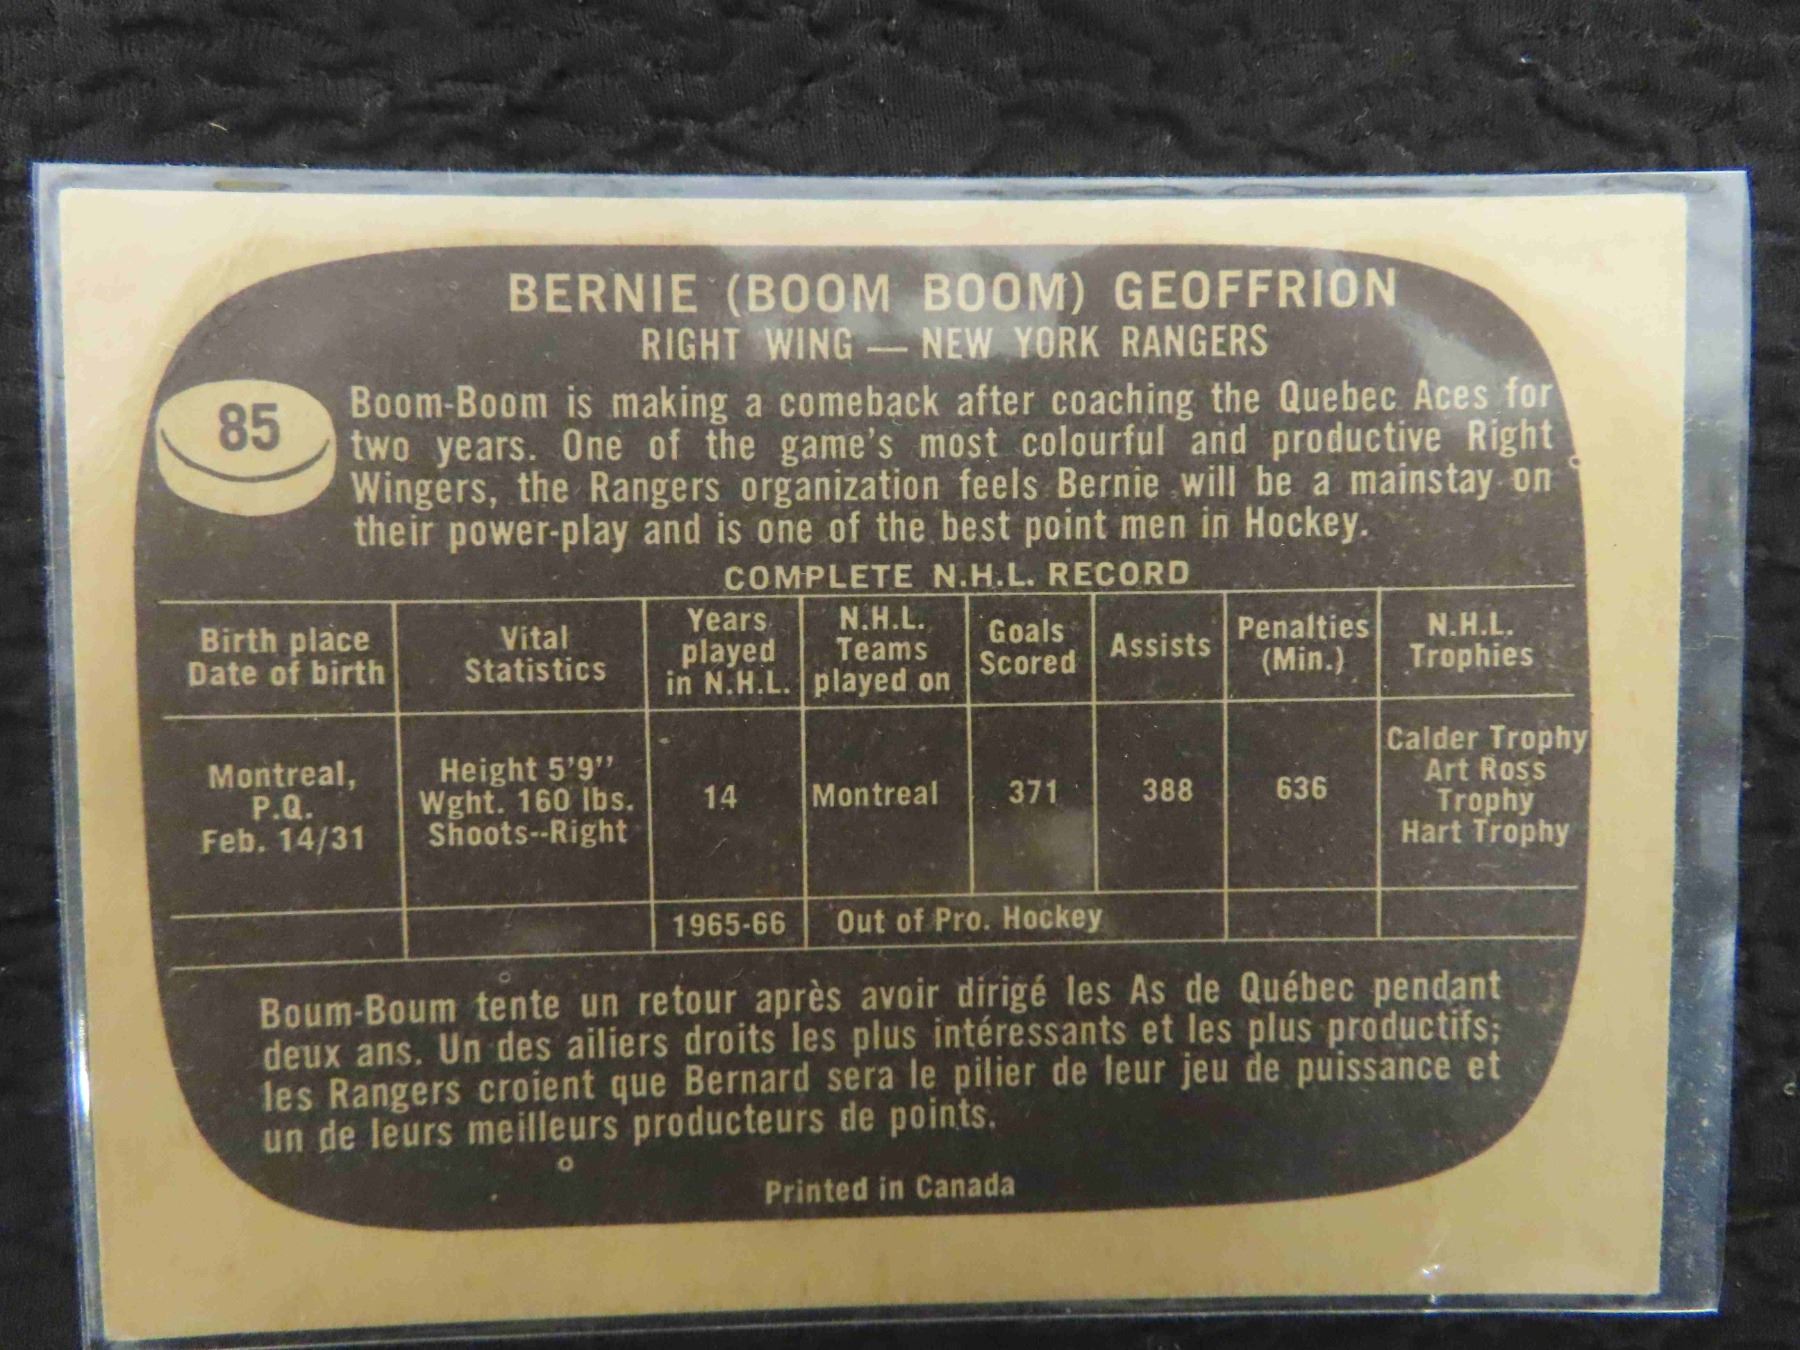 BERNIE (BOOM BOOM) GEOFFRION
RIGHT WING — NEW YORK RANGERS
85
Boom-Boom is making a comeback after coaching the Quebec Aces for
two years. One of the game's most colourful and productive Right
Wingers, the Rangers organization feels Bernie will be a mainstay on
their power-play and is one of the best point men in Hockey.
COMPLETE N.H.L. RECORD
Birth place
Date of birth
Vital
Statistics
Years
played
in N.H.L.
N.H.L.
Teams
played on
Goals
Scored
Assists
Penalties
(Min.)
N.H.L.
Trophies
Montreal,
P.Q.
Feb. 14/31
Height 5'9''
Wght. 160 lbs.
Shoots--Right
14
Montreal
371
388
636
Calder Trophy
Art Ross
Trophy
Hart Trophy
1965-66
Out of Pro. Hockey
Boum-Boum tente un retour après avoir dirigé les As de Québec pendant
deux ans. Un des ailiers droits les plus intéressants et les plus productifs;
les Rangers croient que Bernard sera le pilier de leur jeu de puissance et
un de leurs meilleurs producteurs de points.
Printed in Canada